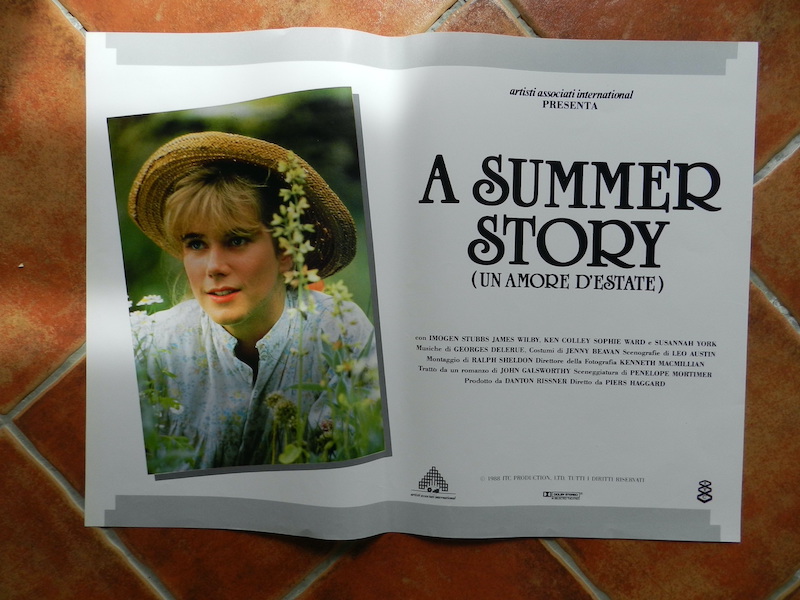 artisti associati international
PRESENTA
A SUMMER
STORY
(UN AMORE D'ESTATE)
con IMOGEN STUBBS JAMES WILBY, KEN COLLEY SOPHIE WARD e SUSANNAH YORK
Musiche di GEORGES DELERUE, Costumi di JENNY BEAVAN Scenografie di LEO AUSTIN
Montaggio di RALPH SHELDON Direttore della Fotografia KENNETH MACMILLIAN
Tratto da un romanzo di JOHN GALSWORTHY Sceneggiatura di PENELOPE MORTIMER
Prodotto da DANTON RISSNER Diretto da PIERS HAGGARD
© 1988 ITC PRODUCTION, LTD. TUTTI I DIRITTI RISERVATI
DOLBY STEREO